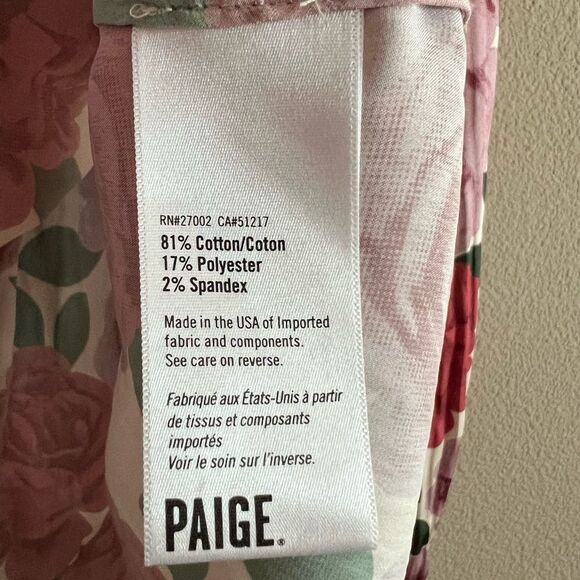 RN#27002 CA#51217
81% Cotton/Coton
17% Polyester
2% Spandex
Made in the USA of Imported
fabric and components.
See care on reverse.
Fabriqué aux États-Unis à partir
de tissus et composants
importés
Voir le soin sur l'inverse.
PAIGE®